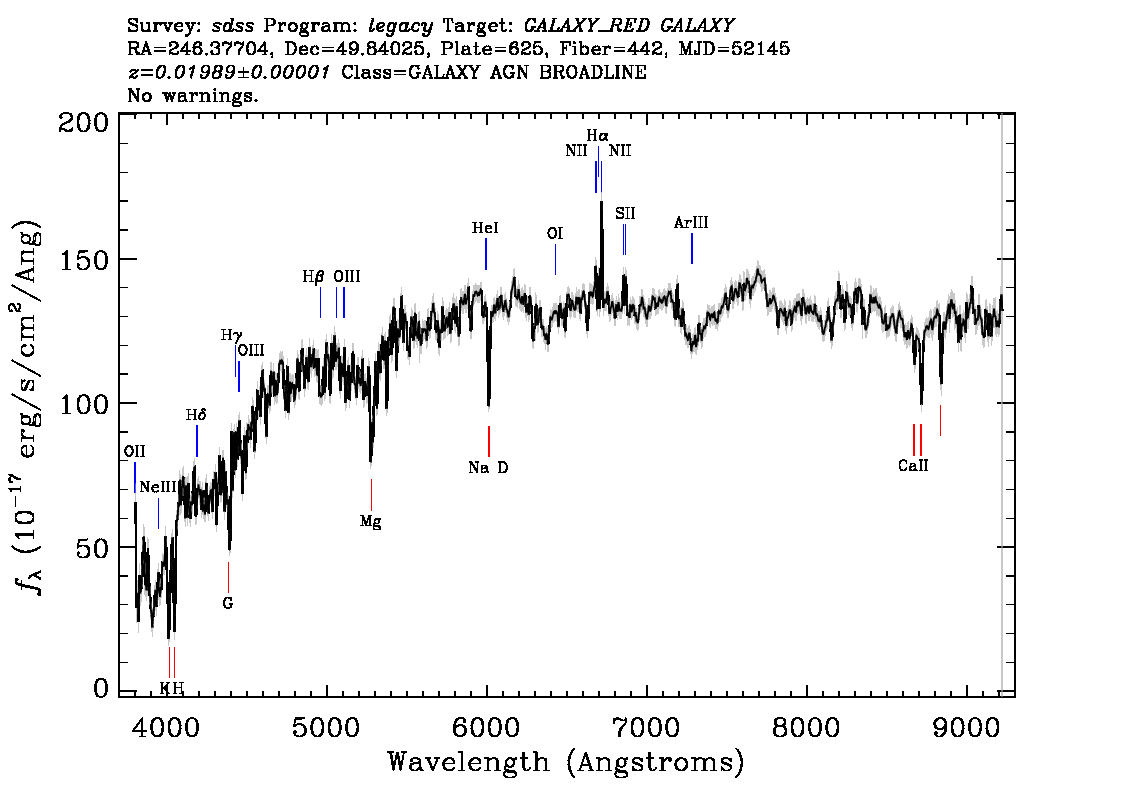 Survey: sdss Program: legacy Target: GALAXY_RED GALAXY
RA=246.37704, Dec=49.84025, Plate=625, Fiber=442, MJD=52145
z=0.01989±0.00001 Class=GALAXY AGN BROADLINE
No warnings.
200
150
100
50
0
fλ (10−17 erg/s/cm2/Ang)
Hα
NII NII
SII
HeI OI ArIII
Hβ OIII
Hγ
OIII
Hδ
OII
NeIII
Na D
CaII
Mg
G
K H
4000 5000 6000 7000 8000 9000
Wavelength (Angstroms)